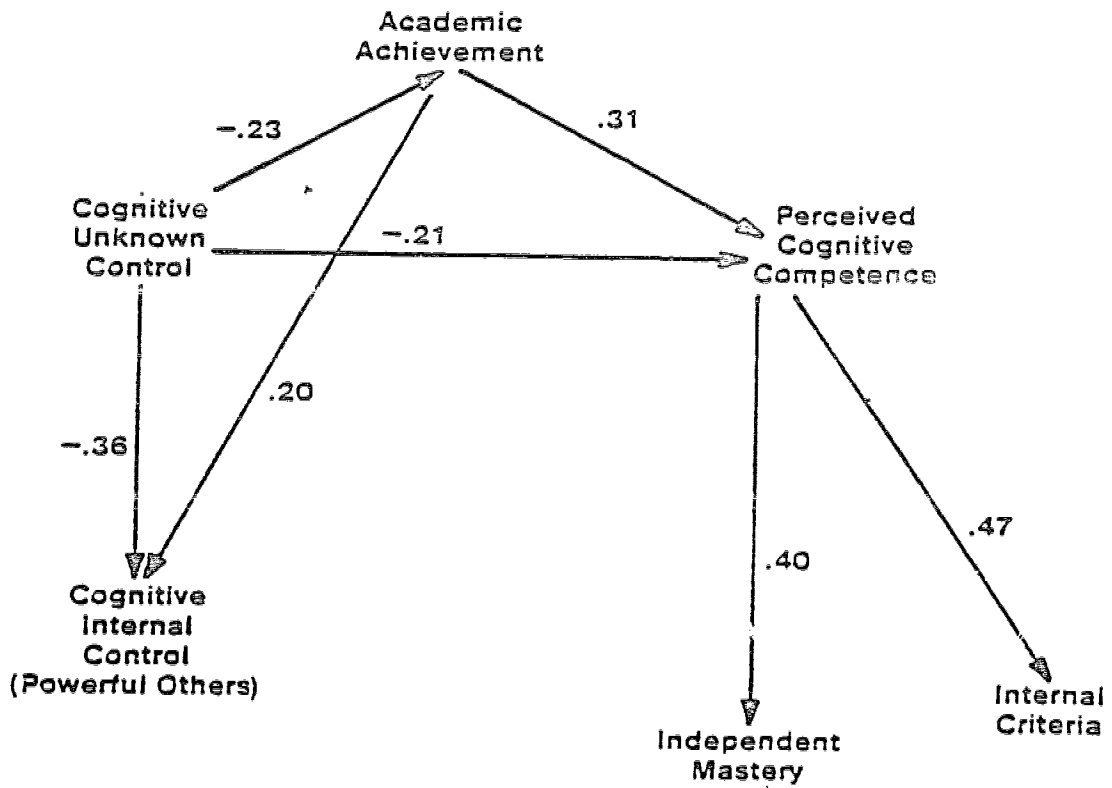 Academic
Achievement
-.23
.31
Cognitive
Unknown
Control
-.21
Perceived
Cognitive
Competence
.20
-.36
.47
.40
Cognitive
Internal
Control
(Powerful Others)
Internal
Criteria
Independent
Mastery